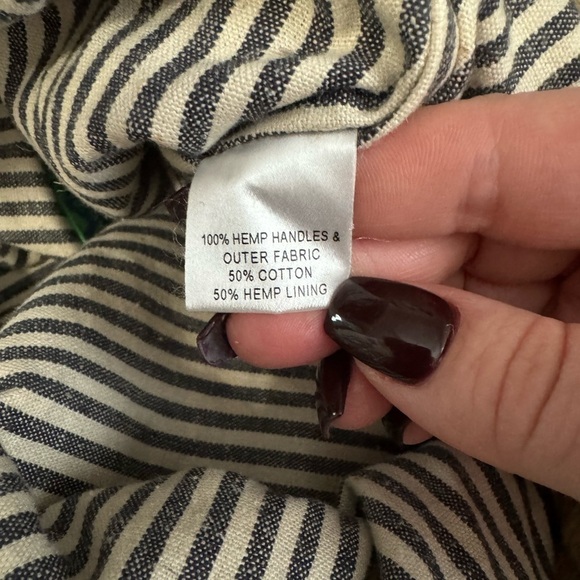 100% HEMP HANDLES &
OUTER FABRIC
50% COTTON
50% HEMP LINING